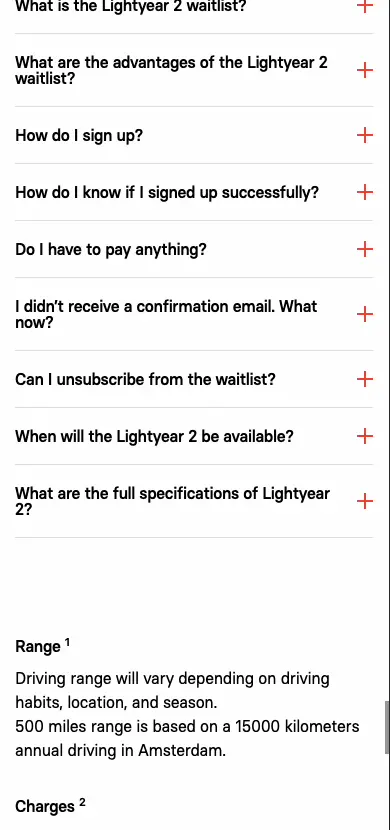 What is the Lightyear 2 waitlist?
What are the advantages of the Lightyear 2
waitlist?
How do I sign up?
How do I know if I signed up successfully?
Do I have to pay anything?
I didn't receive a confirmation email. What
now?
Can I unsubscribe from the waitlist?
When will the Lightyear 2 be available?
What are the full specifications of Lightyear
2?
Range ¹
Driving range will vary depending on driving
habits, location, and season.
500 miles range is based on a 15000 kilometers
annual driving in Amsterdam.
Charges ²